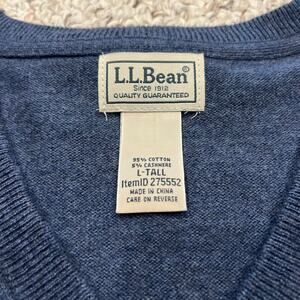 L.L.Bean®
Since 1912
QUALITY GUARANTEED
95% COTTON
5% CASHMERE
L-TALL
ItemID 275552
MADE IN CHINA
CARE ON REVERSE